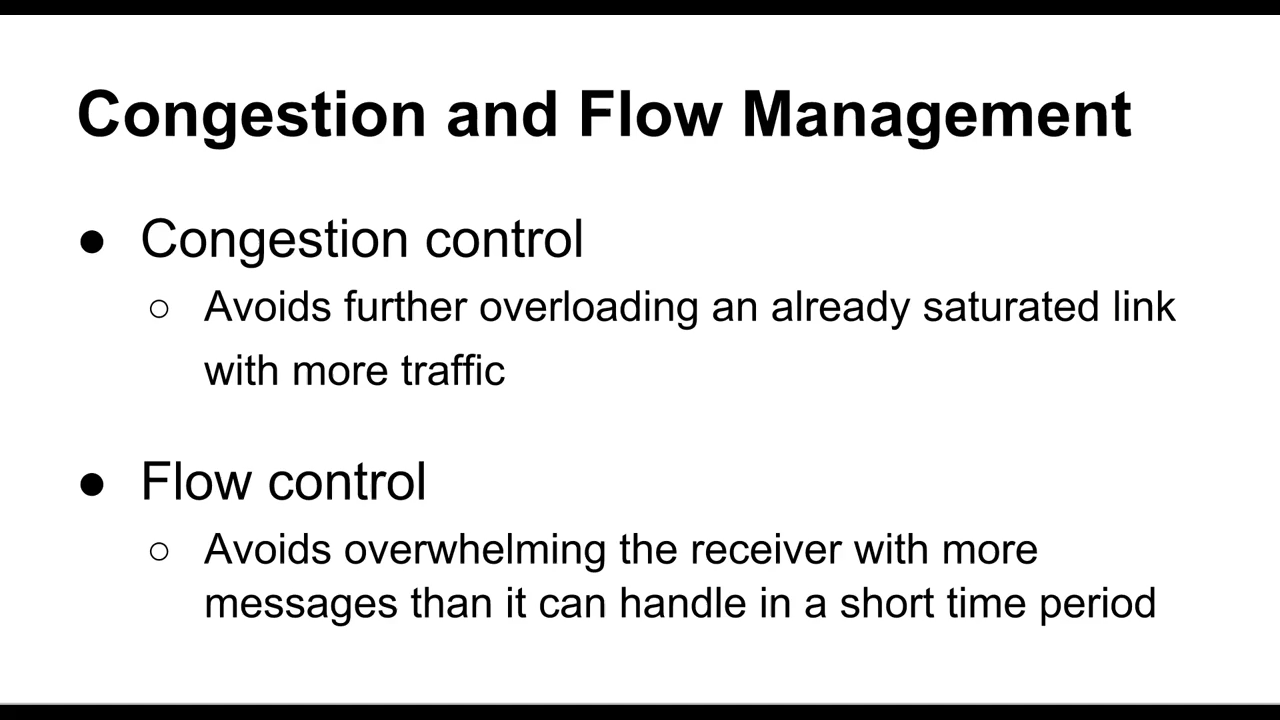 Congestion and Flow Management
● Congestion control
○ Avoids further overloading an already saturated link
with more traffic
● Flow control
○ Avoids overwhelming the receiver with more
messages than it can handle in a short time period